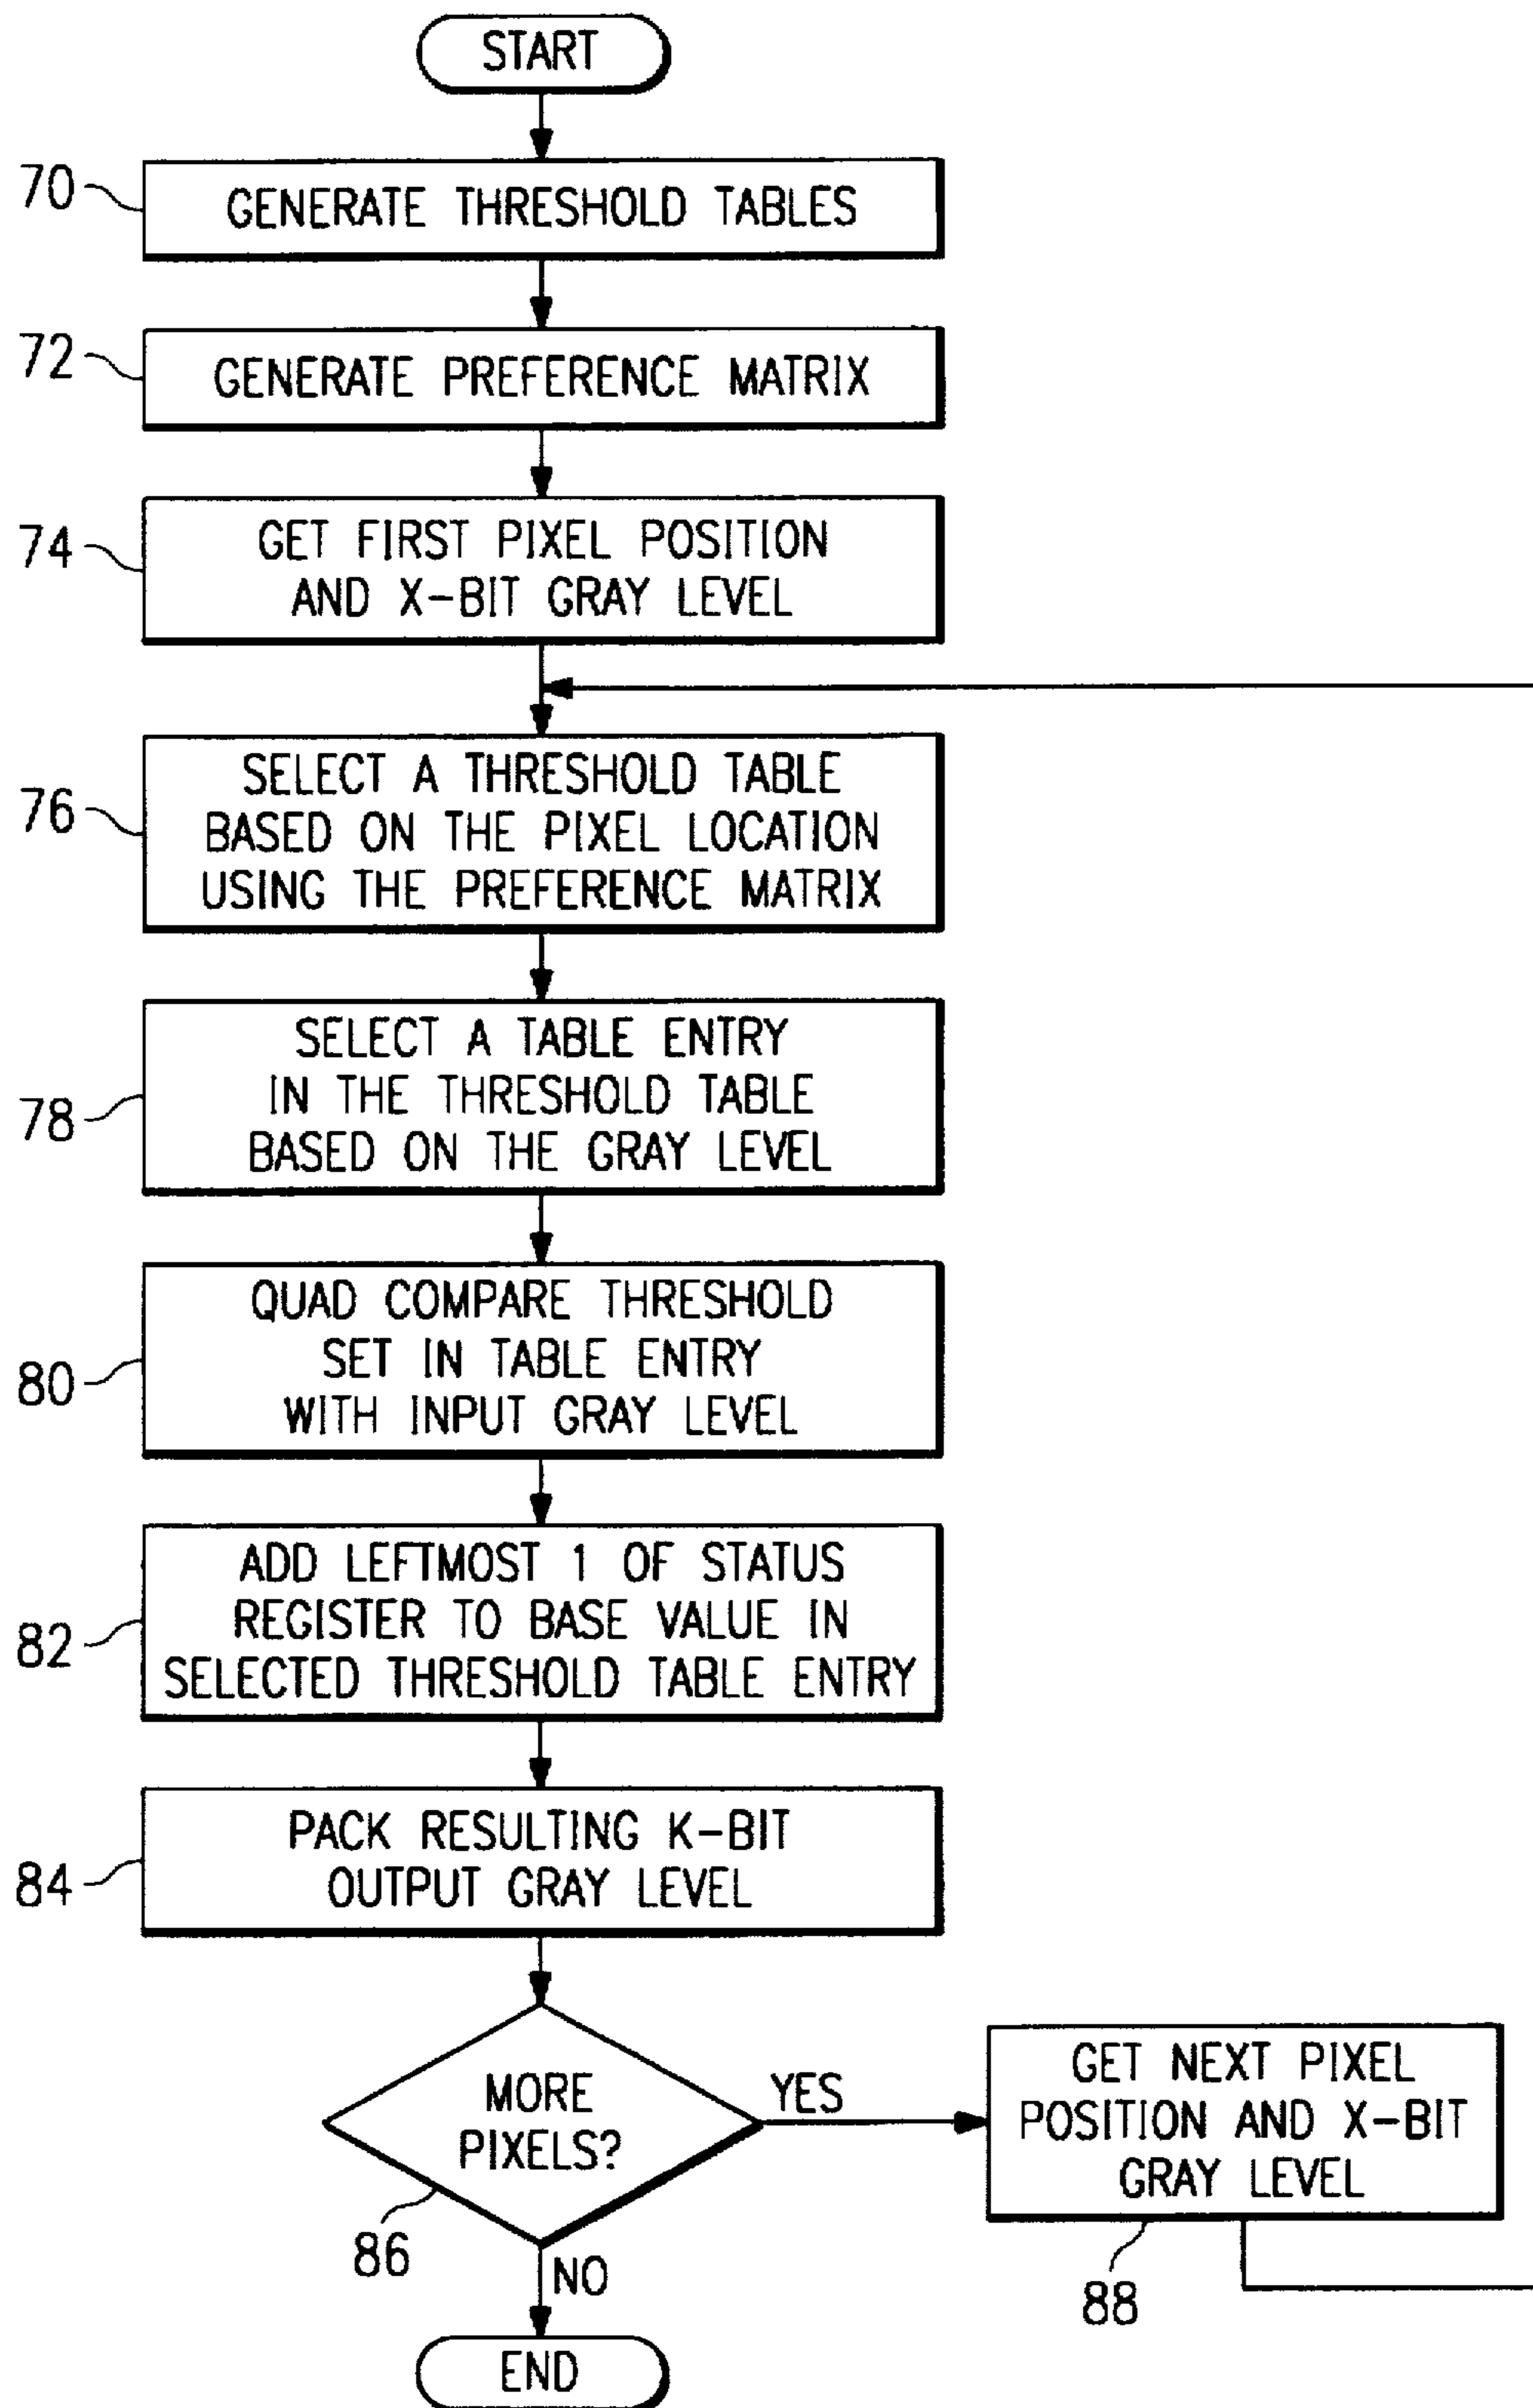 START
70
GENERATE THRESHOLD TABLES
72
GENERATE PREFERENCE MATRIX
74
GET FIRST PIXEL POSITION
AND X-BIT GRAY LEVEL
76
SELECT A THRESHOLD TABLE
BASED ON THE PIXEL LOCATION
USING THE PREFERENCE MATRIX
78
SELECT A TABLE ENTRY
IN THE THRESHOLD TABLE
BASED ON THE GRAY LEVEL
80
QUAD COMPARE THRESHOLD
SET IN TABLE ENTRY
WITH INPUT GRAY LEVEL
82
ADD LEFTMOST 1 OF STATUS
REGISTER TO BASE VALUE IN
SELECTED THRESHOLD TABLE ENTRY
84
PACK RESULTING K-BIT
OUTPUT GRAY LEVEL
MORE
PIXELS?
86
YES
GET NEXT PIXEL
POSITION AND X-BIT
GRAY LEVEL
88
NO
END